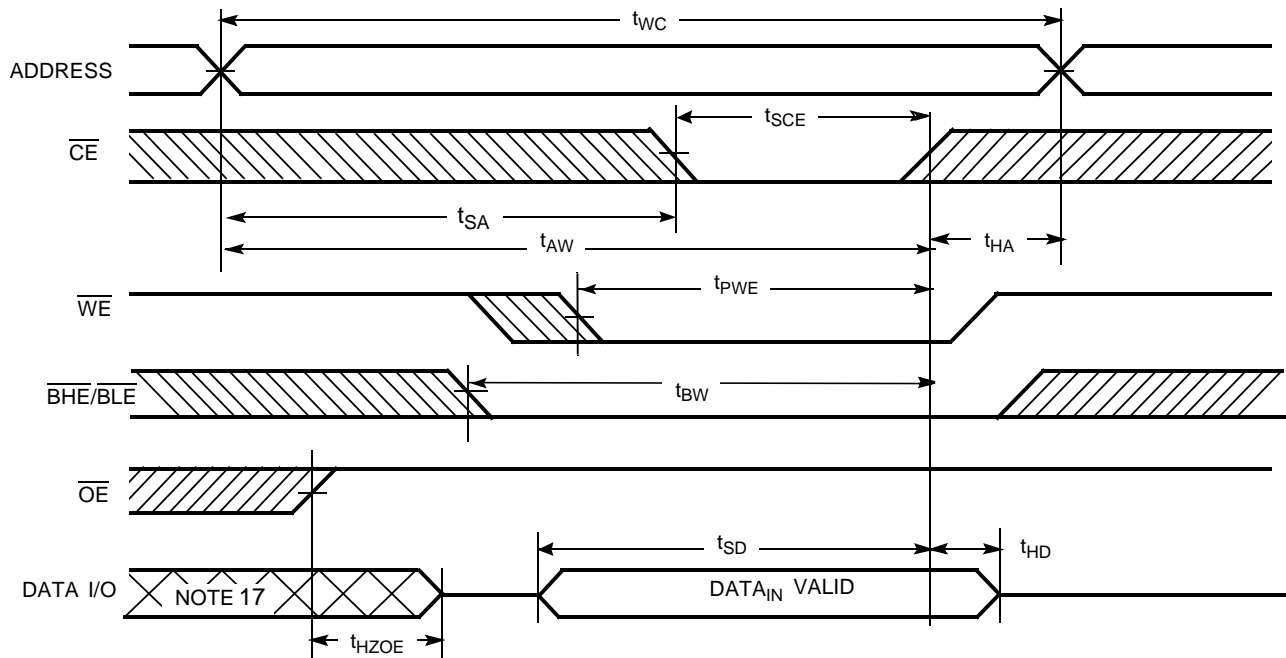 tWC
ADDRESS
tSCE
CE
tSA
tAW
tHA
tPWE
WE
tBW
BHE/BLE
OE
tSD
tHD
DATA I/O
NOTE 17
DATAIN VALID
tHZOE